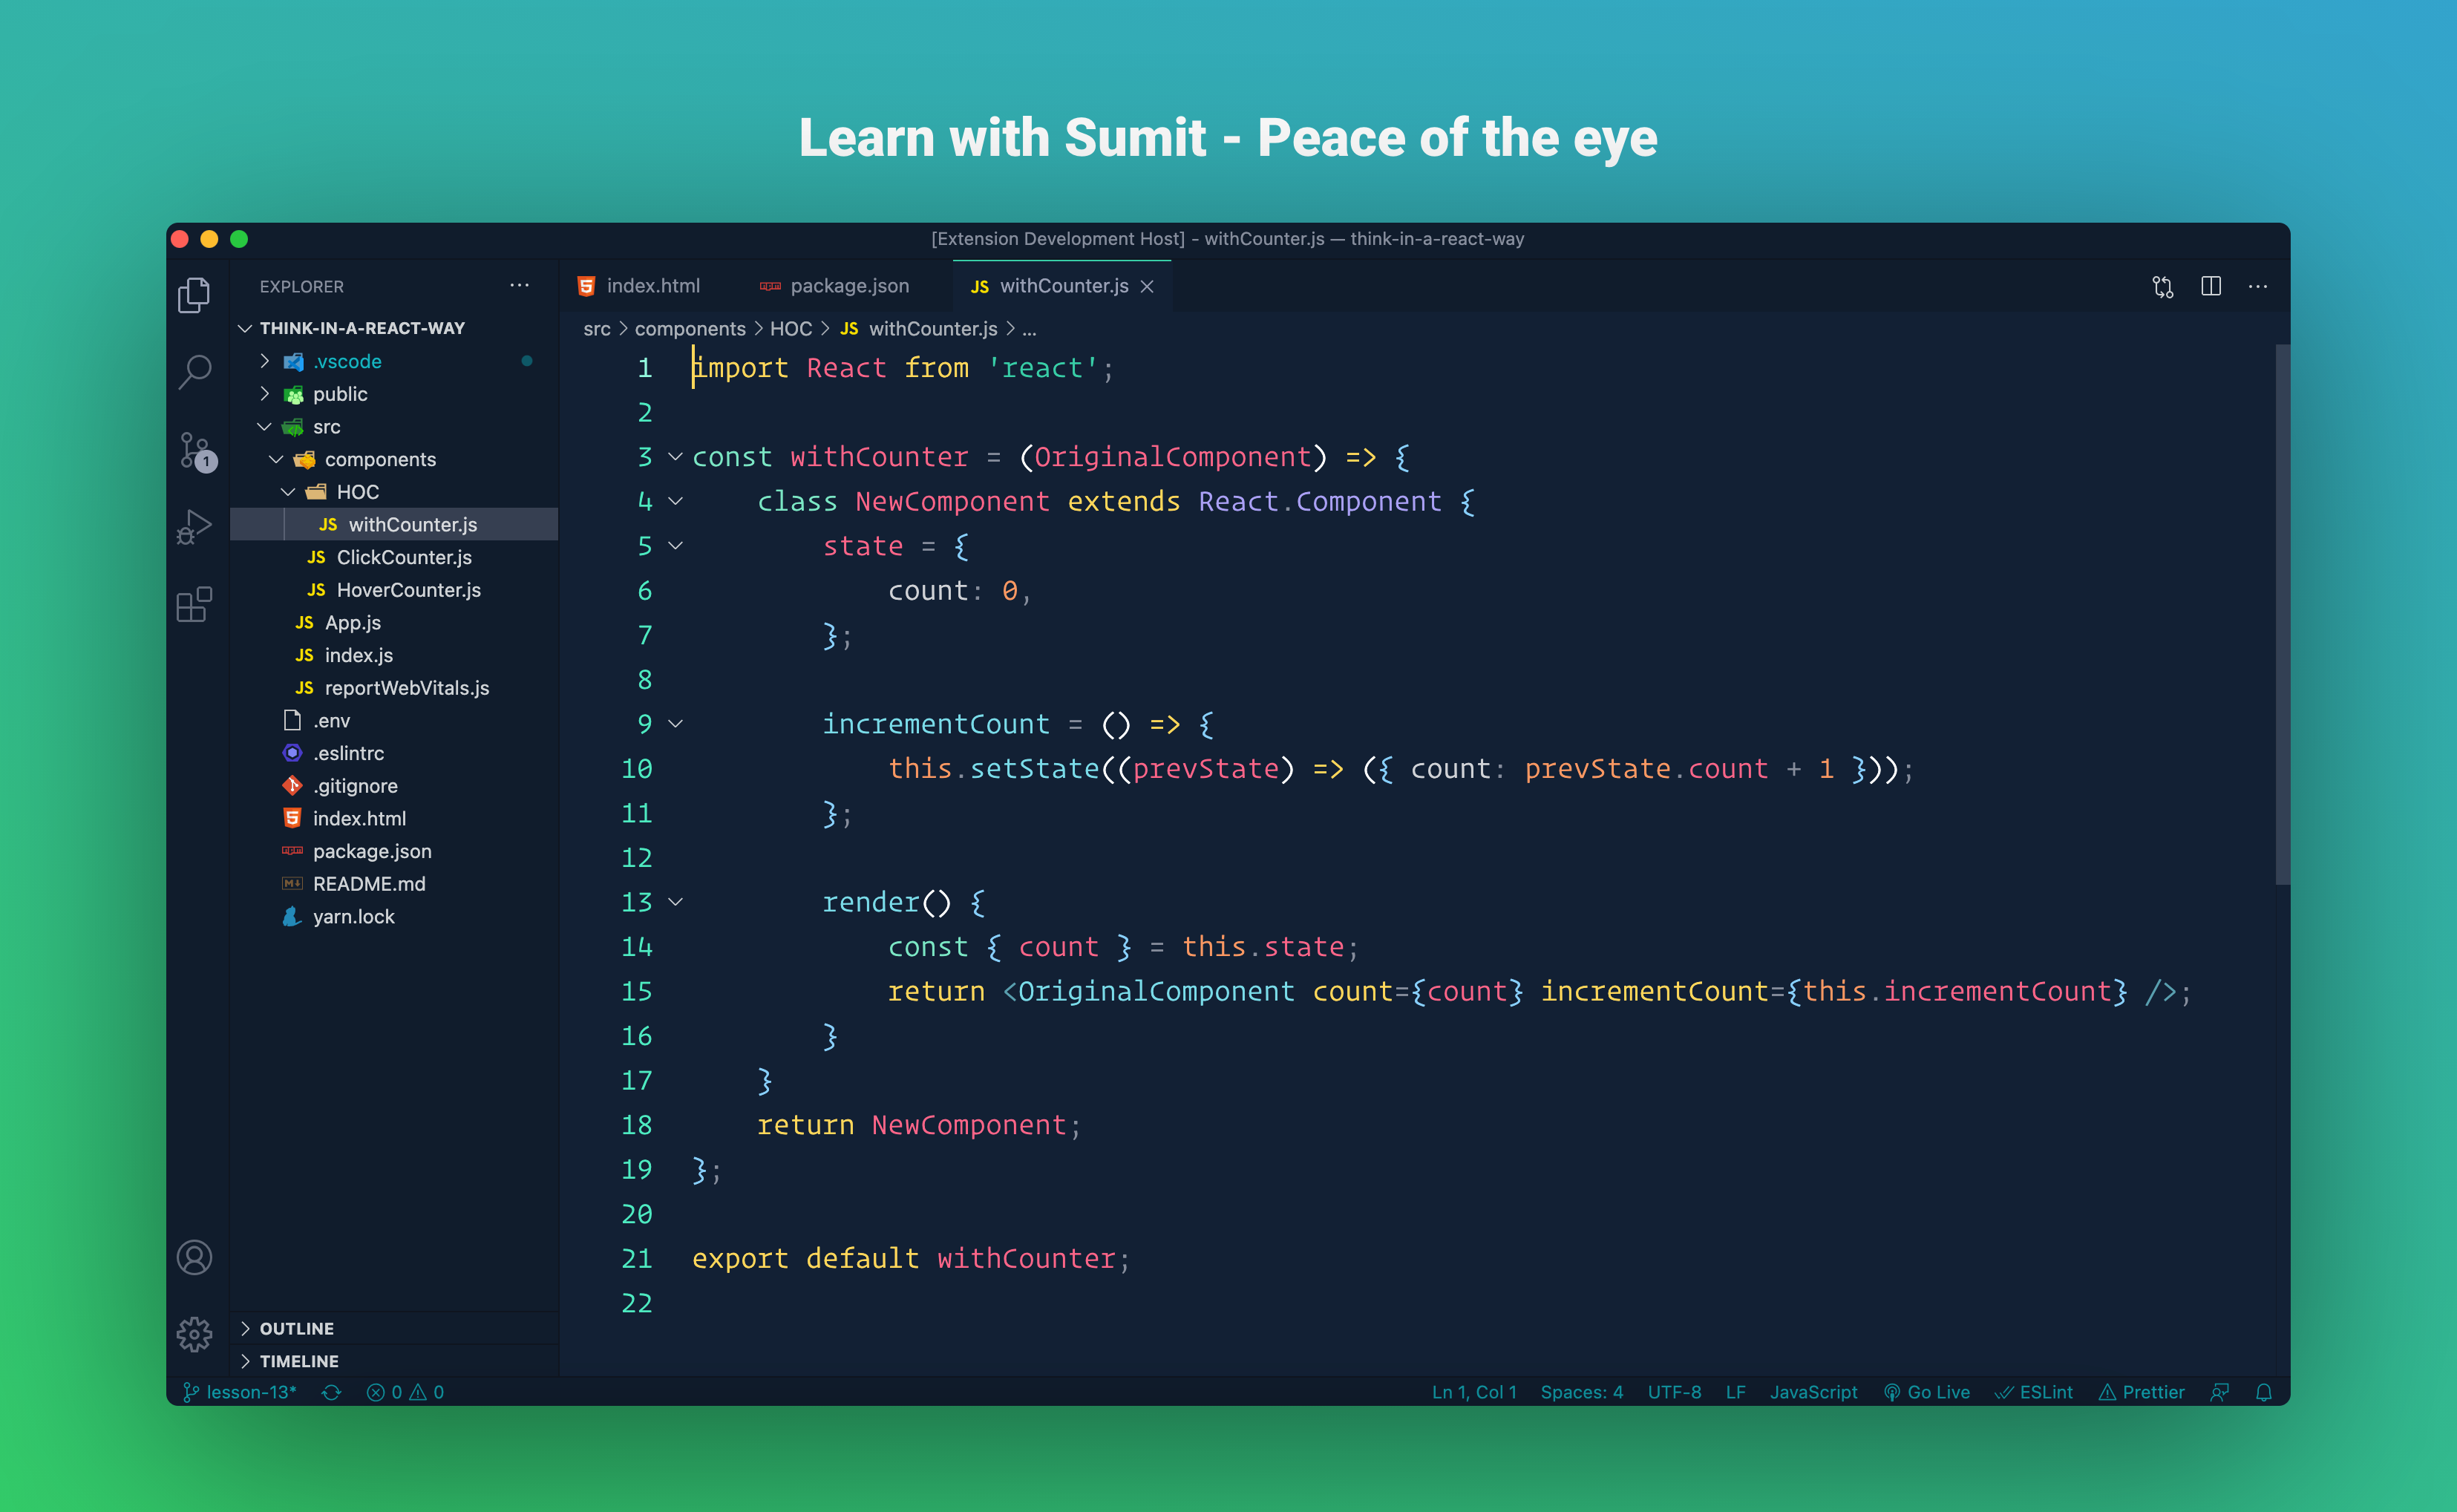 Learn with Sumit - Peace of the eye
[Extension Development Host] - withCounter.js — think-in-a-react-way
EXPLORER
THINK-IN-A-REACT-WAY
.vscode
public
src
components
HOC
JS withCounter.js
JS ClickCounter.js
JS HoverCounter.js
JS App.js
JS index.js
JS reportWebVitals.js
.env
.eslintrc
.gitignore
index.html
package.json
README.md
yarn.lock
OUTLINE
TIMELINE
1
index.html package.json JS withCounter.js
src > components > HOC > JS withCounter.js > ...
1 import React from 'react';
2
3 const withCounter = (OriginalComponent) => {
4     class NewComponent extends React.Component {
5         state = {
6             count: 0,
7         };
8
9         incrementCount = () => {
10             this.setState((prevState) => ({ count: prevState.count + 1 }));
11         };
12
13         render() {
14             const { count } = this.state;
15             return <OriginalComponent count={count} incrementCount={this.incrementCount} />;
16         }
17     }
18     return NewComponent;
19 };
20
21 export default withCounter;
22
lesson-13* 0 0 Ln 1, Col 1 Spaces: 4 UTF-8 LF JavaScript Go Live ESLint Prettier